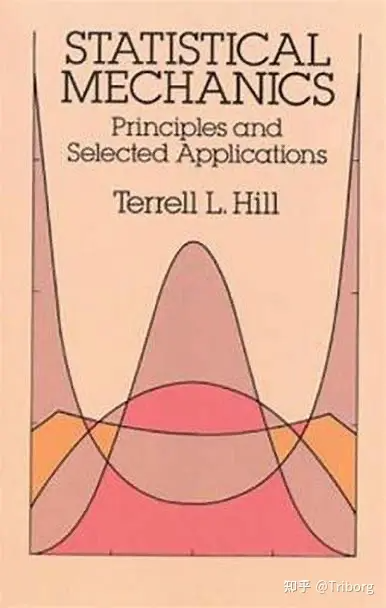 STATISTICAL
MECHANICS
Principles and
Selected Applications
Terrell L. Hill
知乎 @Triborg